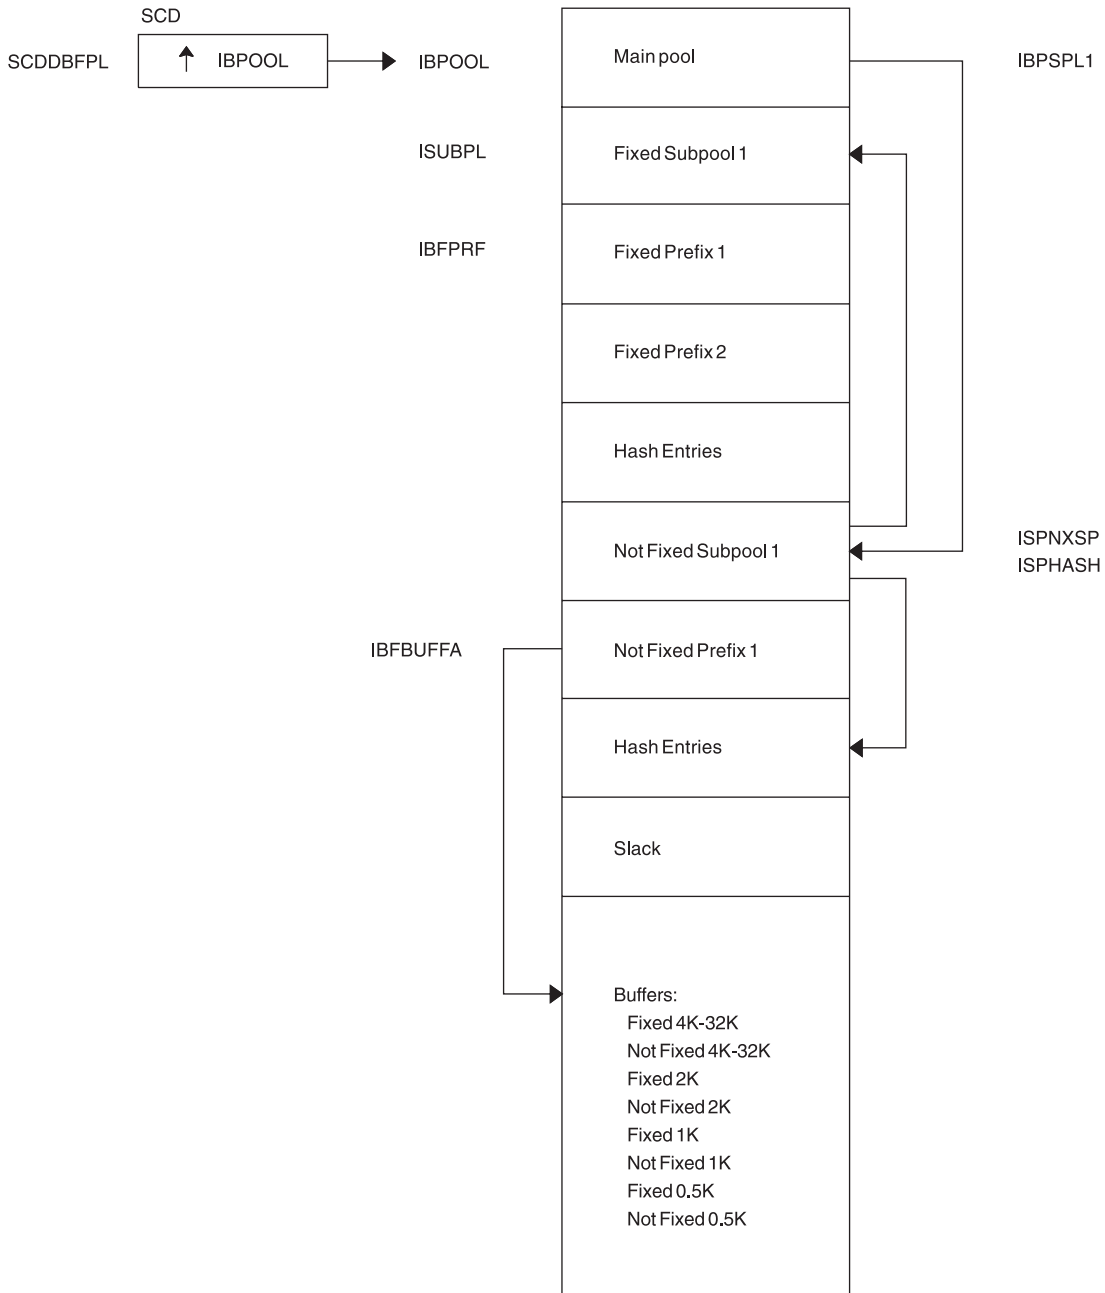 SCD
SCDDBFPL
IBPOOL
IBPOOL
Main pool
IBPSPL1
ISUBPL
Fixed Subpool 1
IBFPRF
Fixed Prefix 1
Fixed Prefix 2
Hash Entries
Not Fixed Subpool 1
ISPNXSP
ISPHASH
IBFBUFFA
Not Fixed Prefix 1
Hash Entries
Slack
Buffers:
Fixed 4K-32K
Not Fixed 4K-32K
Fixed 2K
Not Fixed 2K
Fixed 1K
Not Fixed 1K
Fixed 0.5K
Not Fixed 0.5K